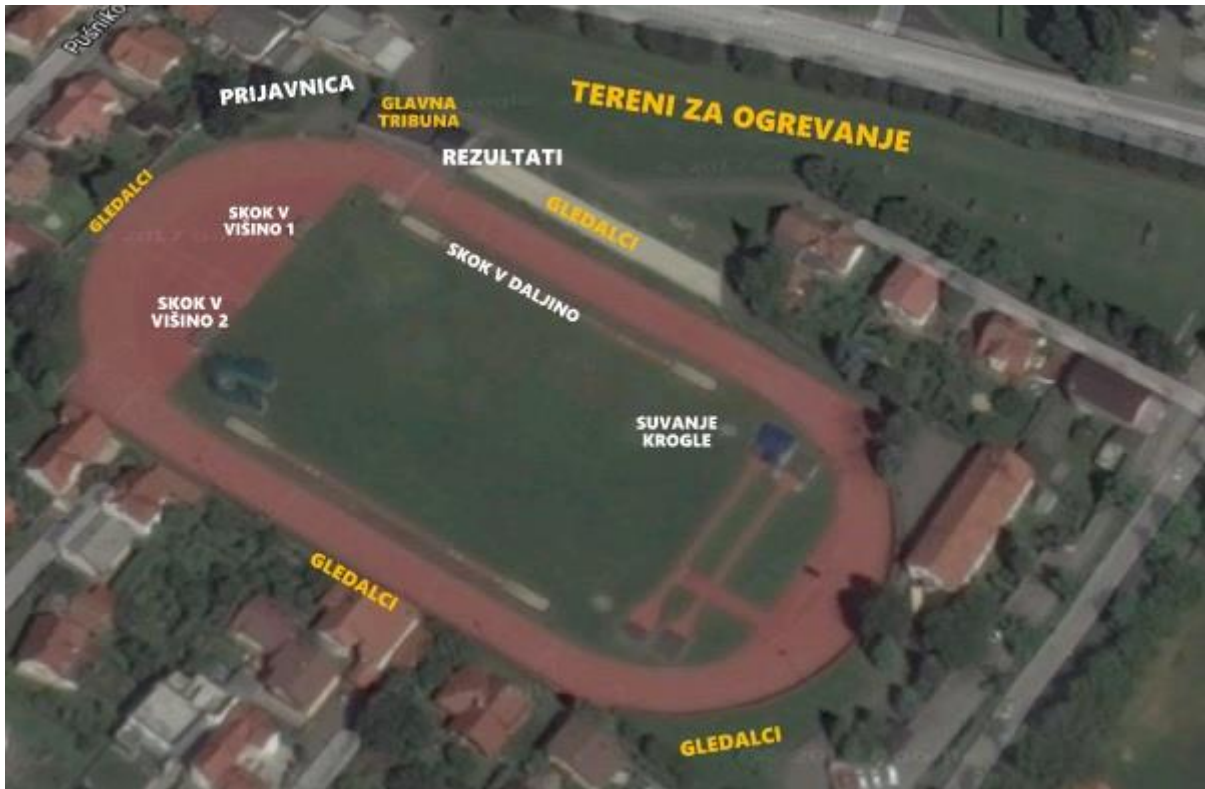 Pušniko
PRIJAVNICA
GLAVNA
TRIBUNA
TERENI ZA OGREVANJE
REZULTATI
GLEDALCI
GLEDALCI
SKOK V
VIŠINO 1
SKOK V DALJINO
SKOK V
VIŠINO 2
SUVANJE
KROGLE
GLEDALCI
GLEDALCI